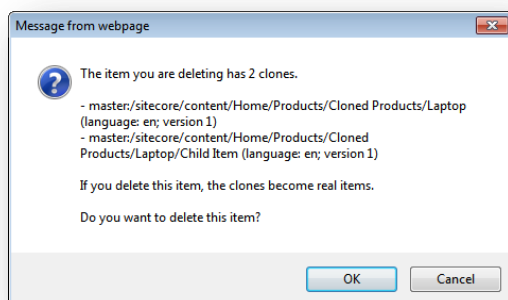 Message from webpage
The item you are deleting has 2 clones.
- master:/sitecore/content/Home/Products/Cloned Products/Laptop
(language: en; version 1)
- master:/sitecore/content/Home/Products/Cloned
Products/Laptop/Child Item (language: en; version 1)
If you delete this item, the clones become real items.
Do you want to delete this item?
OK
Cancel